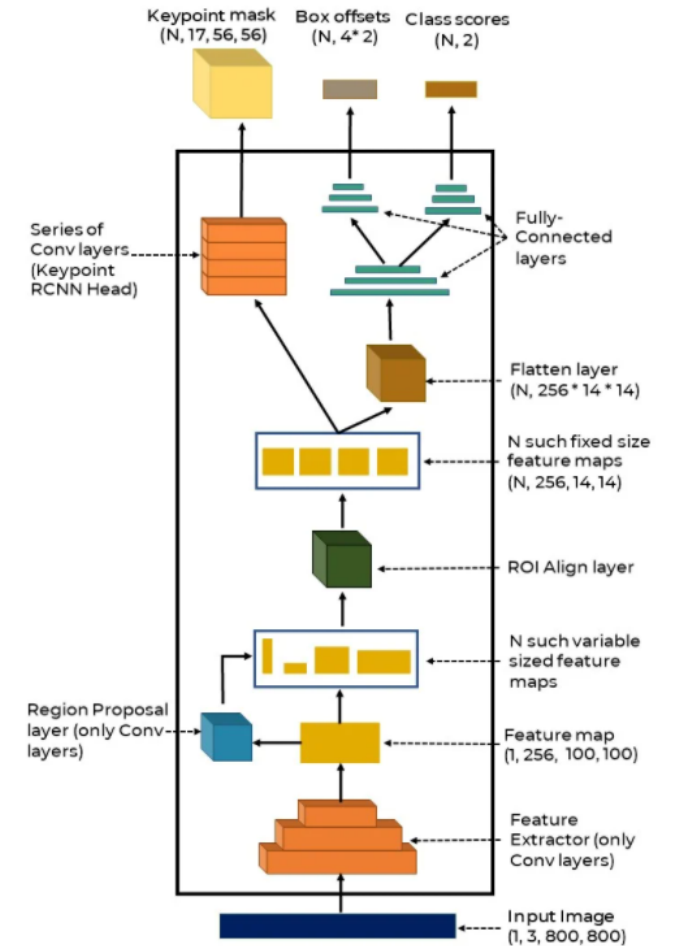 Keypoint mask
(N, 17, 56, 56)
Box offsets
(N, 4* 2)
Class scores
(N, 2)
Series of
Conv layers
(Keypoint
RCNN Head)
Fully-
Connected
layers
Flatten layer
(N, 256 * 14 * 14)
N such fixed size
feature maps
(N, 256, 14, 14)
ROI Align layer
N such variable
sized feature
maps
Region Proposal
layer (only Conv
layers)
Feature map
(1, 256, 100, 100)
Feature
Extractor (only
Conv layers)
Input Image
(1, 3, 800, 800)